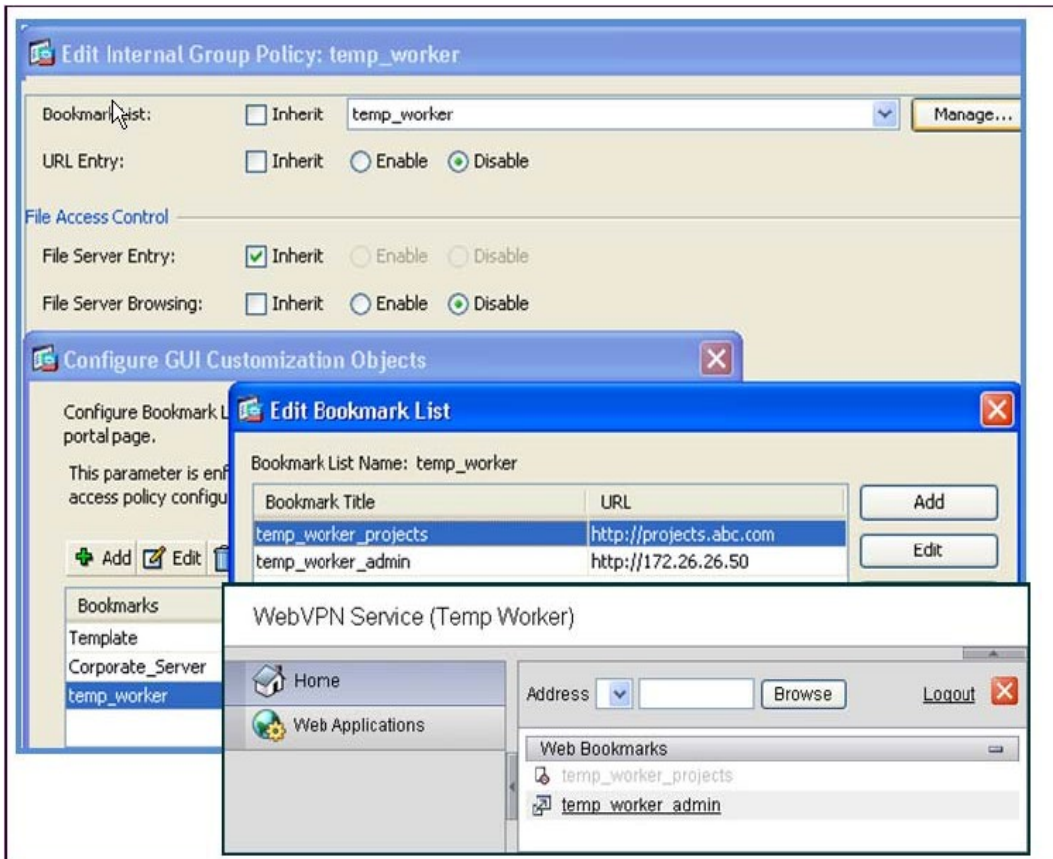 Edit Internal Group Policy: temp_worker
Bookmark List: Inherit temp_worker Manage...
URL Entry: Inherit Enable Disable
File Access Control
File Server Entry: Inherit Enable Disable
File Server Browsing: Inherit Enable Disable
Configure GUI Customization Objects
Configure Bookmark L
portal page.
This parameter is enf
access policy configu
Add Edit
Bookmarks
Template
Corporate_Server
temp_worker
Edit Bookmark List
Bookmark List Name: temp_worker
Bookmark Title URL Add
temp_worker_projects http://projects.abc.com
temp_worker_admin http://172.26.26.50 Edit
WebVPN Service (Temp Worker)
Home
Web Applications
Address Browse Logout
Web Bookmarks
temp_worker_projects
temp_worker_admin